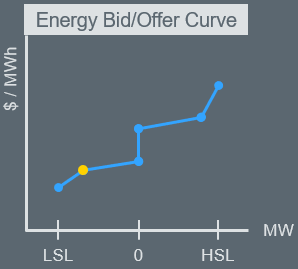 Energy Bid/Offer Curve
$ / MWh
MW
LSL 0 HSL